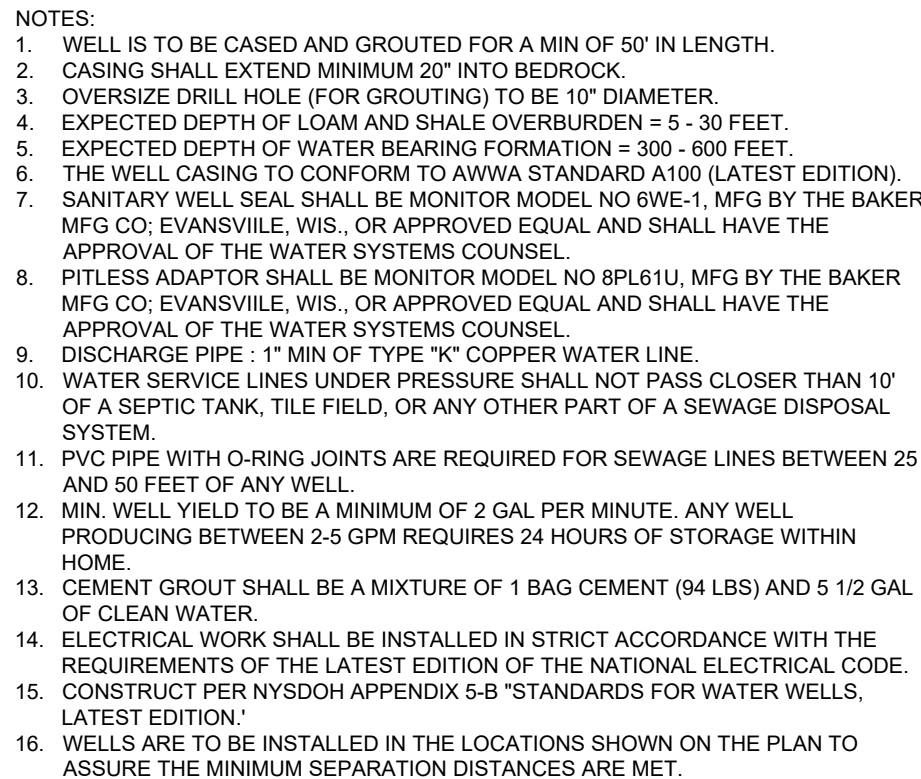 NOTES:
1. WELL IS TO BE CASED AND GROUTED FOR A MIN OF 50' IN LENGTH.
2. CASING SHALL EXTEND MINIMUM 20" INTO BEDROCK.
3. OVERSIZE DRILL HOLE (FOR GROUTING) TO BE 10" DIAMETER.
4. EXPECTED DEPTH OF LOAM AND SHALE OVERBURDEN = 5 - 30 FEET.
5. EXPECTED DEPTH OF WATER BEARING FORMATION = 300 - 600 FEET.
6. THE WELL CASING TO CONFORM TO AWWA STANDARD A100 (LATEST EDITION).
7. SANITARY WELL SEAL SHALL BE MONITOR MODEL NO 6WE-1, MFG BY THE BAKER
MFG CO; EVANSVIILE, WIS., OR APPROVED EQUAL AND SHALL HAVE THE
APPROVAL OF THE WATER SYSTEMS COUNSEL.
8. PITLESS ADAPTOR SHALL BE MONITOR MODEL NO 8PL61U, MFG BY THE BAKER
MFG CO; EVANSVIILE, WIS., OR APPROVED EQUAL AND SHALL HAVE THE
APPROVAL OF THE WATER SYSTEMS COUNSEL.
9. DISCHARGE PIPE : 1" MIN OF TYPE "K" COPPER WATER LINE.
10. WATER SERVICE LINES UNDER PRESSURE SHALL NOT PASS CLOSER THAN 10'
OF A SEPTIC TANK, TILE FIELD, OR ANY OTHER PART OF A SEWAGE DISPOSAL
SYSTEM.
11. PVC PIPE WITH O-RING JOINTS ARE REQUIRED FOR SEWAGE LINES BETWEEN 25
AND 50 FEET OF ANY WELL.
12. MIN. WELL YIELD TO BE A MINIMUM OF 2 GAL PER MINUTE. ANY WELL
PRODUCING BETWEEN 2-5 GPM REQUIRES 24 HOURS OF STORAGE WITHIN
HOME.
13. CEMENT GROUT SHALL BE A MIXTURE OF 1 BAG CEMENT (94 LBS) AND 5 1/2 GAL
OF CLEAN WATER.
14. ELECTRICAL WORK SHALL BE INSTALLED IN STRICT ACCORDANCE WITH THE
REQUIREMENTS OF THE LATEST EDITION OF THE NATIONAL ELECTRICAL CODE.
15. CONSTRUCT PER NYSDOH APPENDIX 5-B "STANDARDS FOR WATER WELLS,
LATEST EDITION.'
16. WELLS ARE TO BE INSTALLED IN THE LOCATIONS SHOWN ON THE PLAN TO
ASSURE THE MINIMUM SEPARATION DISTANCES ARE MET.